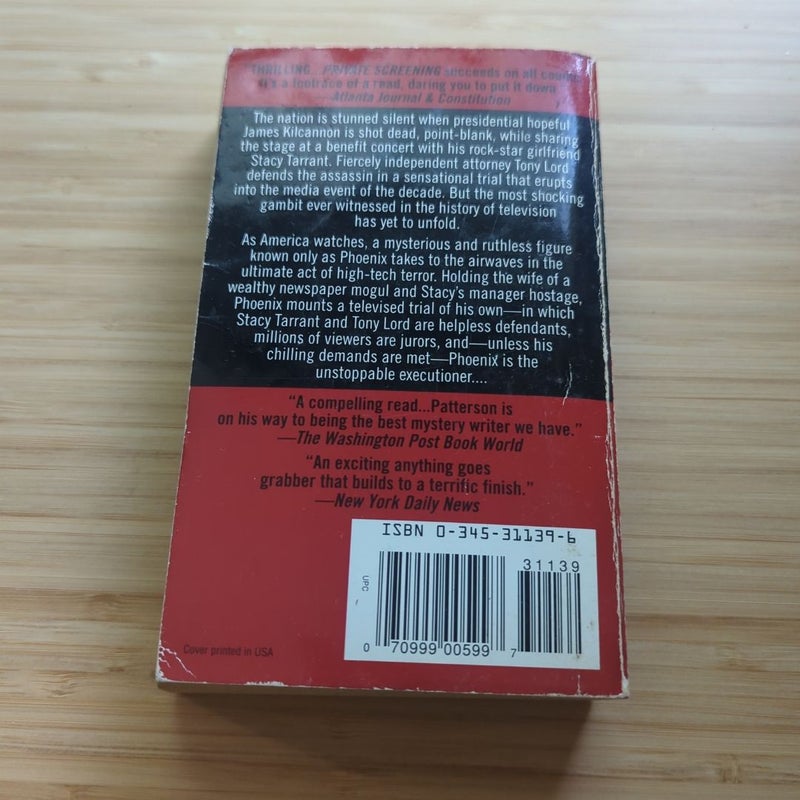 THRILLING...PRIVATE SCREENING succeeds on all counts
It's a footrace of a read, daring you to put it down
—Atlanta Journal & Constitution
The nation is stunned silent when presidential hopeful
James Kilcannon is shot dead, point-blank, while sharing
the stage at a benefit concert with his rock-star girlfriend
Stacy Tarrant. Fiercely independent attorney Tony Lord
defends the assassin in a sensational trial that erupts
into the media event of the decade. But the most shocking
gambit ever witnessed in the history of television
has yet to unfold.
As America watches, a mysterious and ruthless figure
known only as Phoenix takes to the airwaves in the
ultimate act of high-tech terror. Holding the wife of a
wealthy newspaper mogul and Stacy's manager hostage,
Phoenix mounts a televised trial of his own—in which
Stacy Tarrant and Tony Lord are helpless defendants,
millions of viewers are jurors, and—unless his
chilling demands are met—Phoenix is the
unstoppable executioner....
"A compelling read...Patterson is
on his way to being the best mystery writer we have."
—The Washington Post Book World
"An exciting anything goes
grabber that builds to a terrific finish."
—New York Daily News
ISBN 0-345-31139-6
31139
UPC
0 70999 00599 7
Cover printed in USA